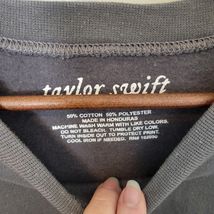 taylor swift
50% COTTON 50% POLYESTER
MADE IN HONDURAS
MACHINE WASH WARM WITH LIKE COLORS.
DO NOT BLEACH. TUMBLE DRY LOW.
TURN INSIDE OUT TO PROTECT PRINT.
COOL IRON IF NEEDED. RN#